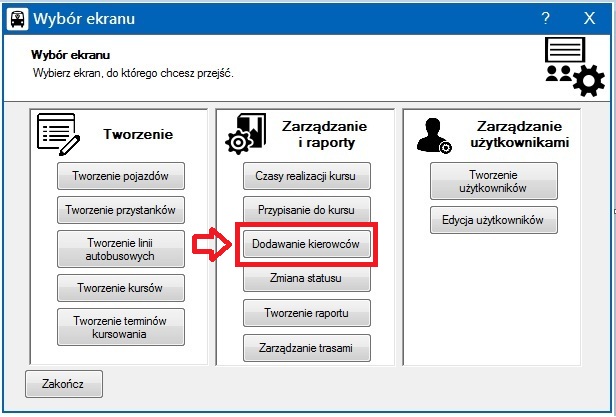 Wybór ekranu
? X
Wybór ekranu
Wybierz ekran, do którego chcesz przejść.
Tworzenie
Tworzenie pojazdów
Tworzenie przystanków
Tworzenie linii
autobusowych
Tworzenie kursów
Tworzenie terminów
kursowania
Zarządzanie
i raporty
Czasy realizacji kursu
Przypisanie do kursu
Dodawanie kierowców
Zmiana statusu
Tworzenie raportu
Zarządzanie trasami
Zarządzanie
użytkownikami
Tworzenie
użytkowników
Edycja użytkowników
Zakończ